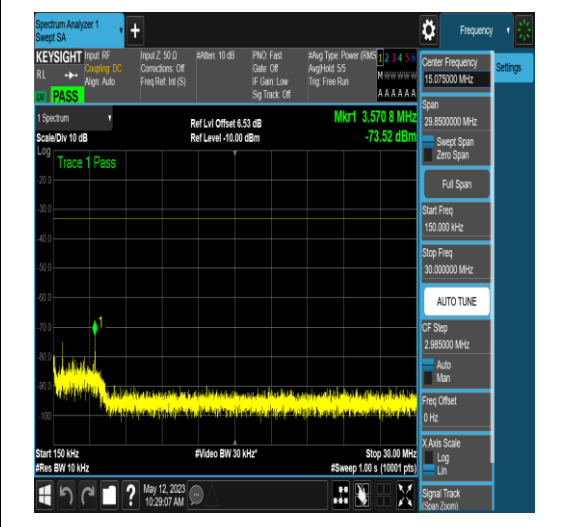 Spectrum Analyzer 1
Swept SA
Frequency
KEYSIGHT
Input: RF
Coupling: DC
Align: Auto
Input Z: 50 Ω
Corrections: Off
Freq Ref: Int (S)
#Atten: 10 dB
PNO: Fast
Gate: Off
IF Gain: Low
Sig Track: Off
#Avg Type: Power (RMS
Avg|Hold: 5/5
Trig: Free Run
1 2 3 4 5 6
M W W W W W
A A A A A A
RL
PASS
1 Spectrum
Scale/Div 10 dB
Ref Lvl Offset 6.53 dB
Ref Level -10.00 dBm
Mkr1 3.570 8 MHz
-73.52 dBm
Log
Trace 1 Pass
-20.0
-30.0
-40.0
-50.0
-60.0
-70.0
-80.0
-90.0
-100
1
Start 150 kHz
#Res BW 10 kHz
#Video BW 30 kHz*
Stop 30.00 MHz
#Sweep 1.00 s (10001 pts)
May 12, 2023
10:29:07 AM
?
Center Frequency
15.075000 MHz
Settings
Span
29.8500000 MHz
Swept Span
Zero Span
Full Span
Start Freq
150.000 kHz
Stop Freq
30.000000 MHz
AUTO TUNE
CF Step
2.985000 MHz
Auto
Man
Freq Offset
0 Hz
X Axis Scale
Log
Lin
Signal Track
(Span Zoom)